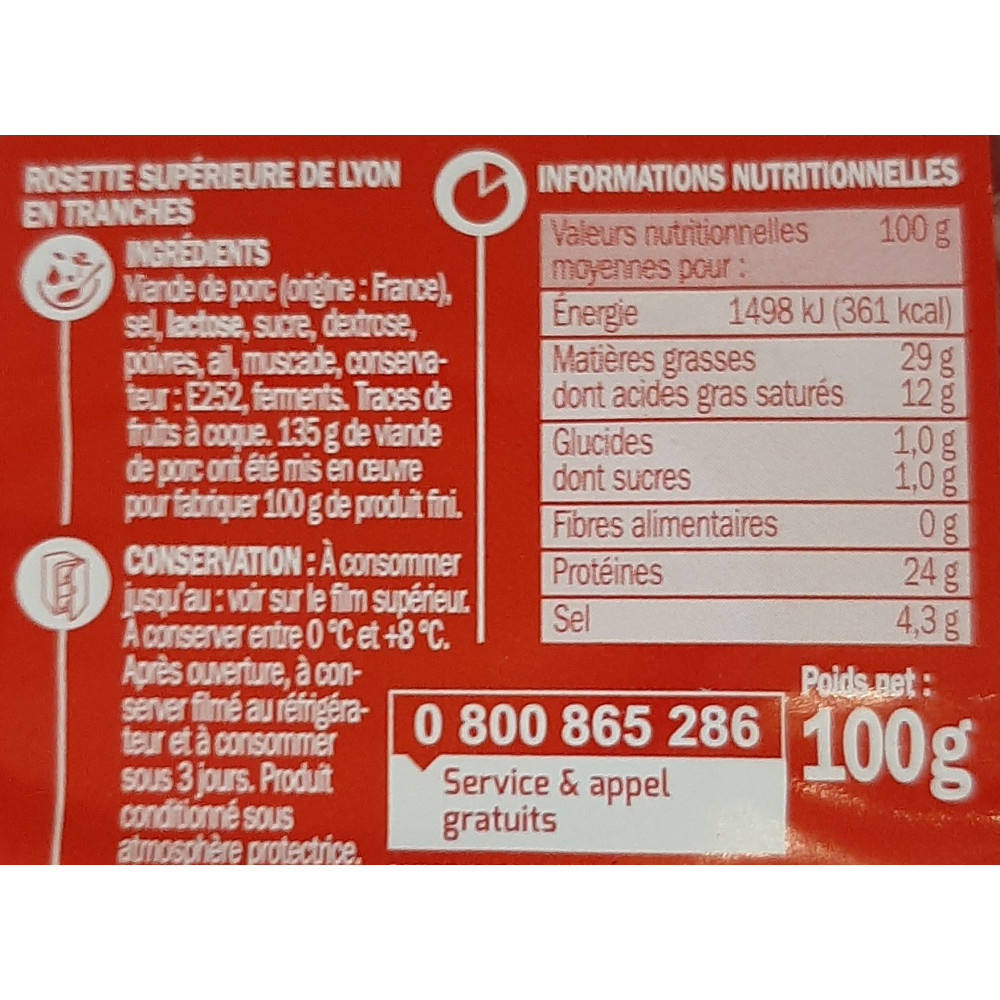 ROSETTE SUPÉRIEURE DE LYON
EN TRANCHES
INGRÉDIENTS
Viande de porc (origine : France),
sel, lactose, sucre, dextrose,
poivres, ail, muscade, conserva-
teur : E252, ferments. Traces de
fruits à coque. 135 g de viande
de porc ont été mis en œuvre
pour fabriquer 100 g de produit fini.
CONSERVATION : À consommer
jusqu'au : voir sur le film supérieur.
A conserver entre 0 °C et +8 °C.
Après ouverture, à con-
server filmé au réfrigéra-
teur et à consommer
sous 3 jours. Produit
conditionné sous
atmosphère protectrice.
INFORMATIONS NUTRITIONNELLES
Valeurs nutritionnelles 100 g
moyennes pour :
Énergie 1498 kJ (361 kcal)
Matières grasses 29 g
dont acides gras saturés 12 g
Glucides 1,0 g
dont sucres 1,0 g
Fibres alimentaires 0 g
Protéines 24 g
Sel 4,3 g
0 800 865 286
Service & appel
gratuits
Poids net :
100g